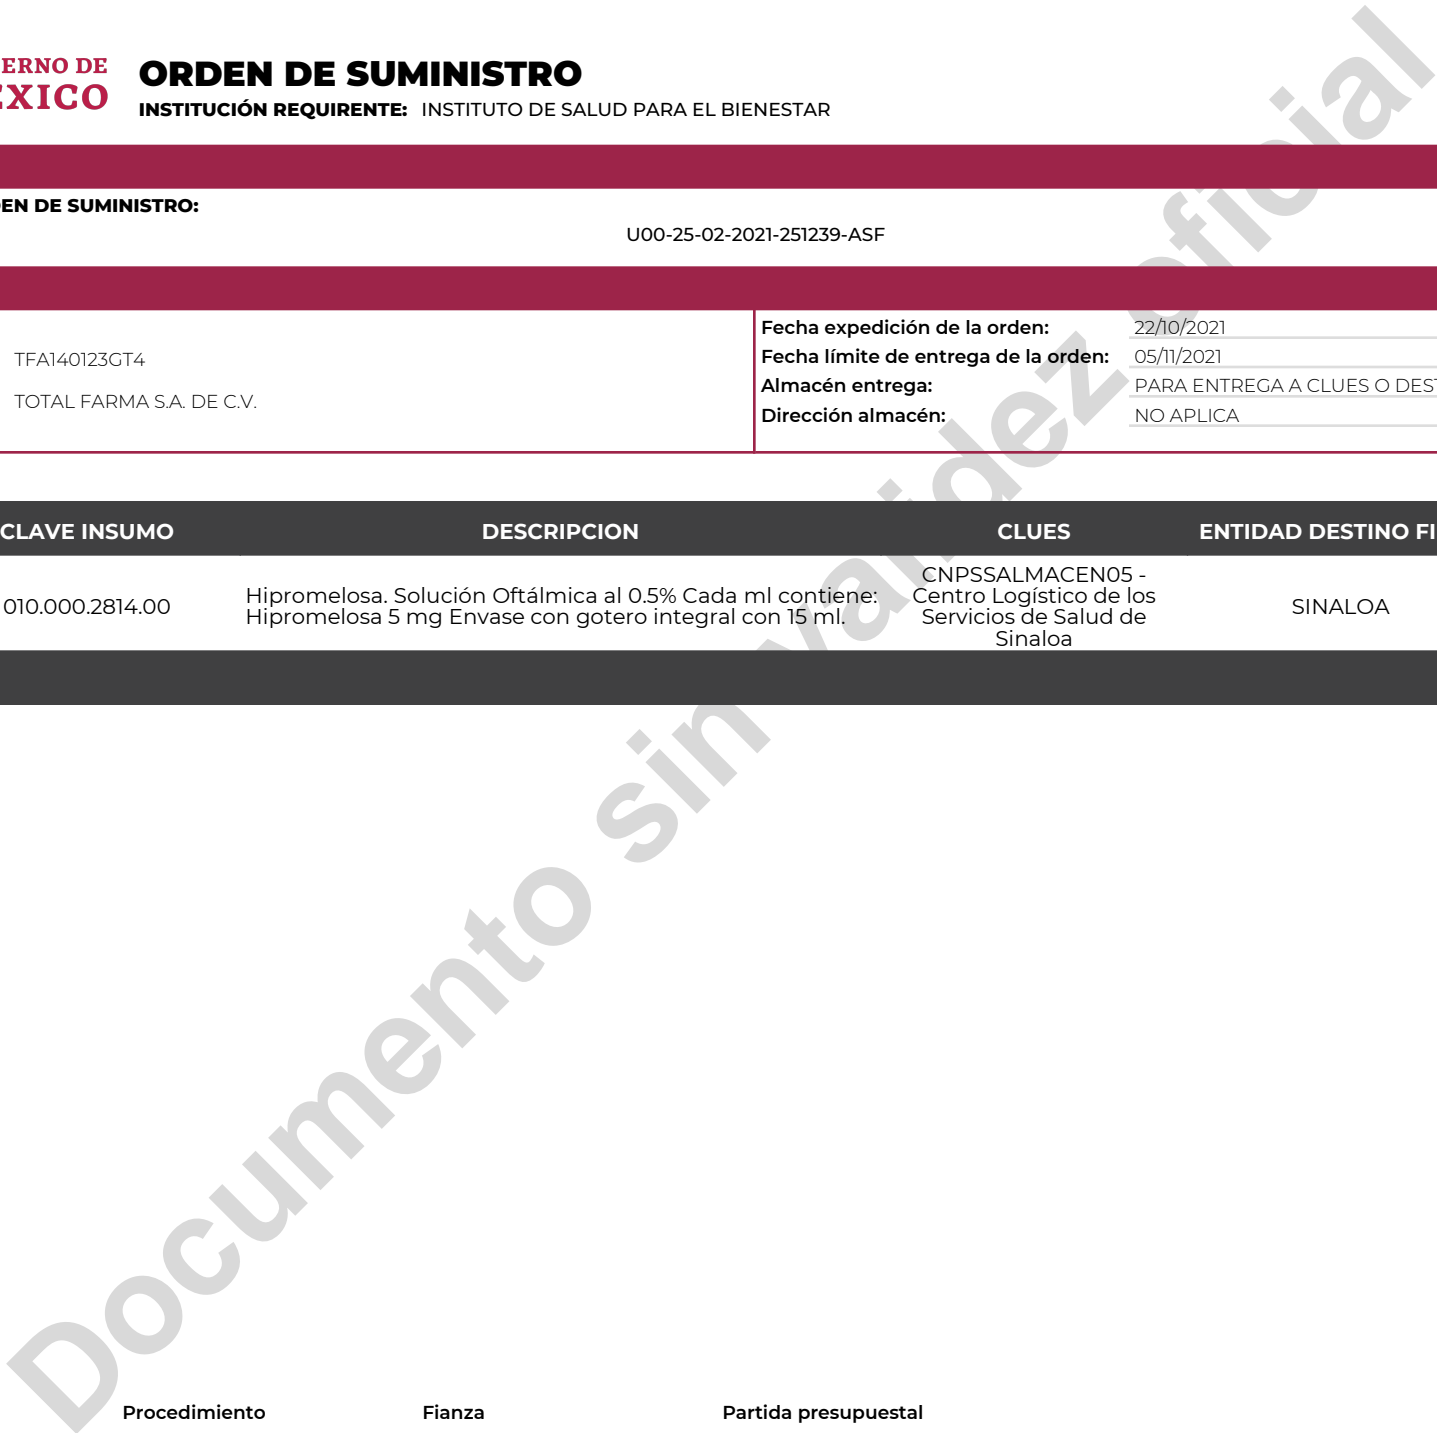 ERNO DE
EXICO
ORDEN DE SUMINISTRO
INSTITUCIÓN REQUIRENTE: INSTITUTO DE SALUD PARA EL BIENESTAR
EN DE SUMINISTRO:
U00-25-02-2021-251239-ASF
TFA140123GT4
TOTAL FARMA S.A. DE C.V.
Fecha expedición de la orden: 22/10/2021
Fecha límite de entrega de la orden: 05/11/2021
Almacén entrega: PARA ENTREGA A CLUES O DEST
Dirección almacén: NO APLICA
CLAVE INSUMO DESCRIPCION CLUES ENTIDAD DESTINO FI
010.000.2814.00
Hipromelosa. Solución Oftálmica al 0.5% Cada ml contiene:
Hipromelosa 5 mg Envase con gotero integral con 15 ml.
CNPSSALMACEN05 -
Centro Logístico de los
Servicios de Salud de
Sinaloa
SINALOA
Documento sin validez oficial
Procedimiento Fianza Partida presupuestal